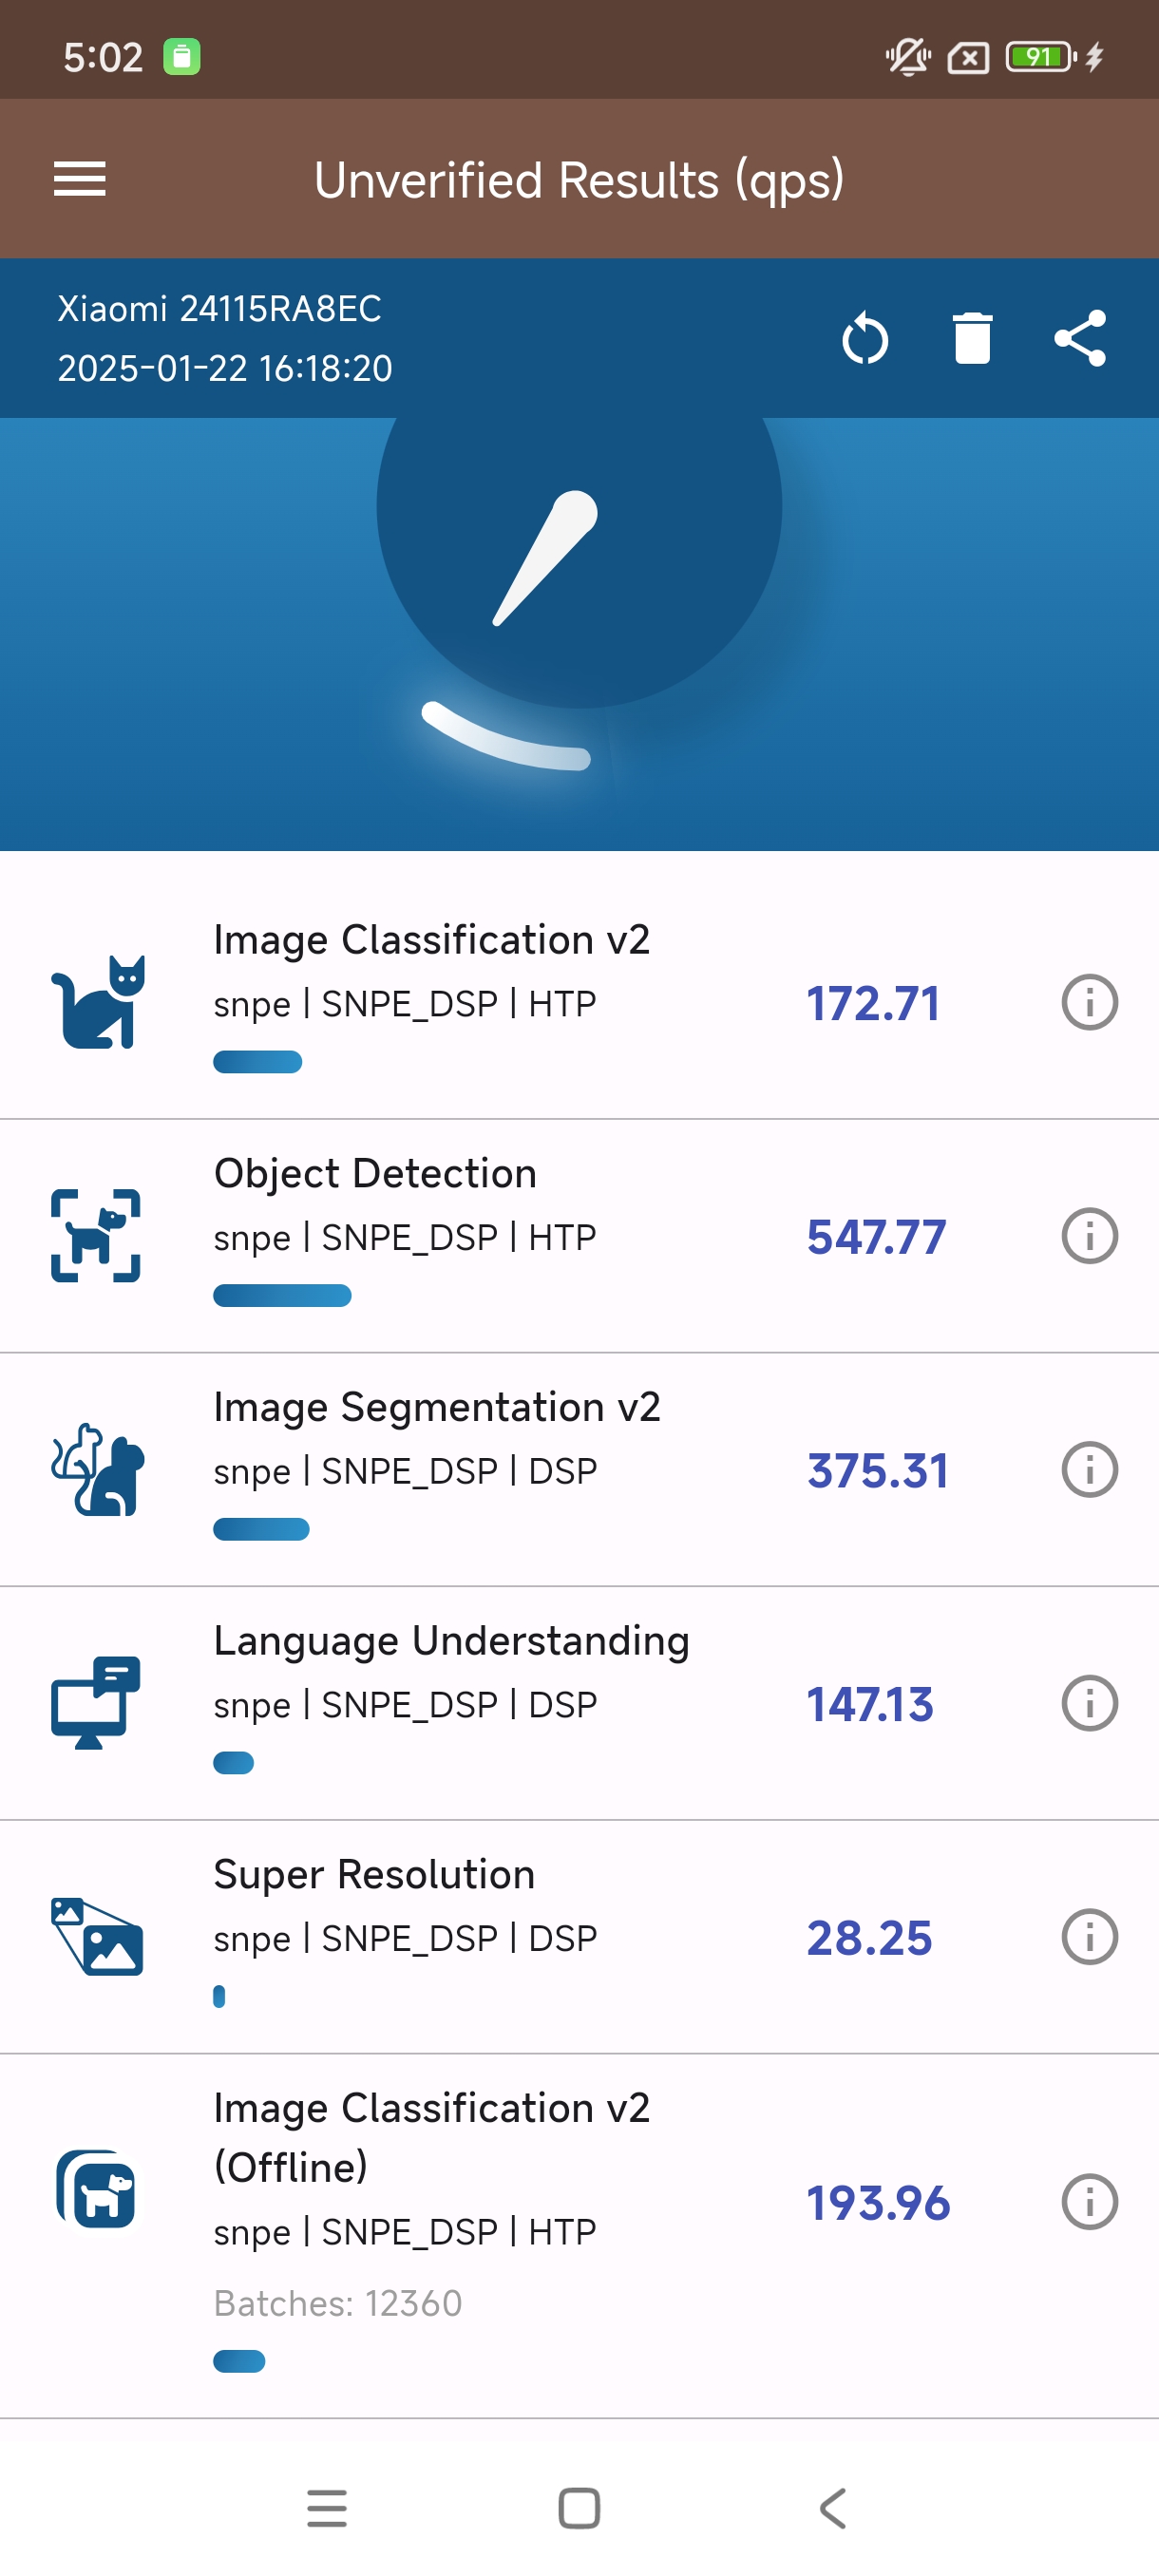 5:02
91
Unverified Results (qps)
Xiaomi 24115RA8EC
2025-01-22 16:18:20
Image Classification v2
snpe | SNPE_DSP | HTP
172.71
Object Detection
snpe | SNPE_DSP | HTP
547.77
Image Segmentation v2
snpe | SNPE_DSP | DSP
375.31
Language Understanding
snpe | SNPE_DSP | DSP
147.13
Super Resolution
snpe | SNPE_DSP | DSP
28.25
Image Classification v2
(Offline)
snpe | SNPE_DSP | HTP
193.96
Batches: 12360